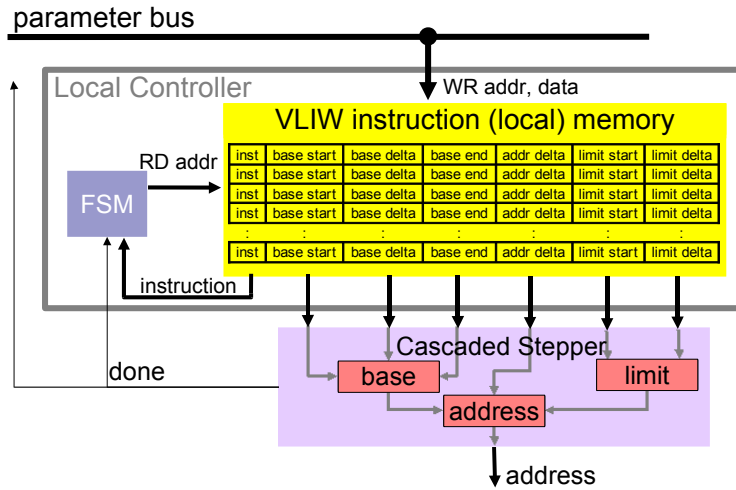 parameter bus
Local Controller
WR addr, data
VLIW instruction (local) memory
RD addr
FSM
inst base start base delta base end addr delta limit start limit delta
inst base start base delta base end addr delta limit start limit delta
inst base start base delta base end addr delta limit start limit delta
inst base start base delta base end addr delta limit start limit delta
: : : : : : :
inst base start base delta base end addr delta limit start limit delta
instruction
Cascaded Stepper
done
base
limit
address
address